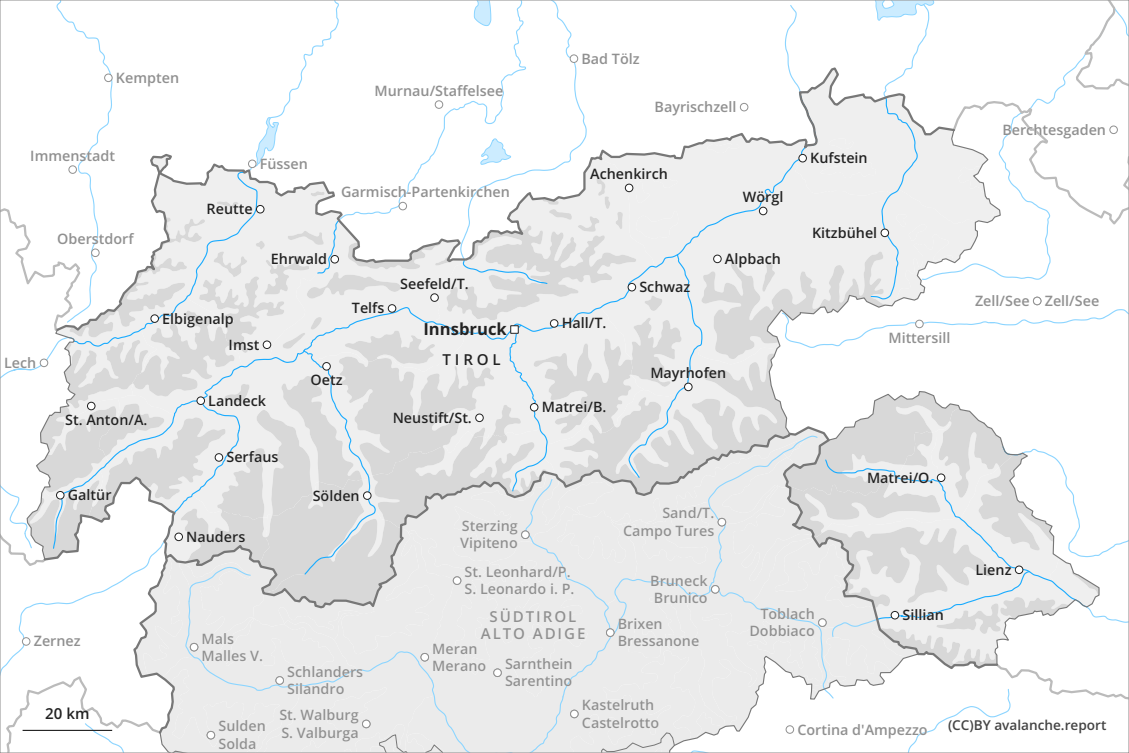 Kempten
Bad Tölz
Murnau/Staffelsee
Bayrischzell
Berchtesgaden
Immenstadt
Füssen
Kufstein
Achenkirch
Garmisch-Partenkirchen
Wörgl
Reutte
Kitzbühel
Oberstdorf
Ehrwald
Alpbach
Seefeld/T.
Schwaz
Zell/See
Zell/See
Telfs
Elbigenalp
Innsbruck
Hall/T.
Mittersill
Imst
TIROL
Lech
Oetz
Mayrhofen
Landeck
Matrei/B.
St. Anton/A.
Neustift/St.
Serfaus
Matrei/O.
Galtür
Sölden
Sand/T.
Campo Tures
Sterzing
Vipiteno
Nauders
St. Leonhard/P.
S. Leonardo i. P.
Lienz
Bruneck
Brunico
SÜDTIROL
ALTO ADIGE
Toblach
Dobbiaco
Sillian
Brixen
Bressanone
Zernez
Mals
Malles V.
Meran
Merano
Sarnthein
Sarentino
Schlanders
Silandro
Kastelruth
Castelrotto
20 km
St. Walburg
S. Valburga
Sulden
Solda
Cortina d'Ampezzo
(CC)BY avalanche.report